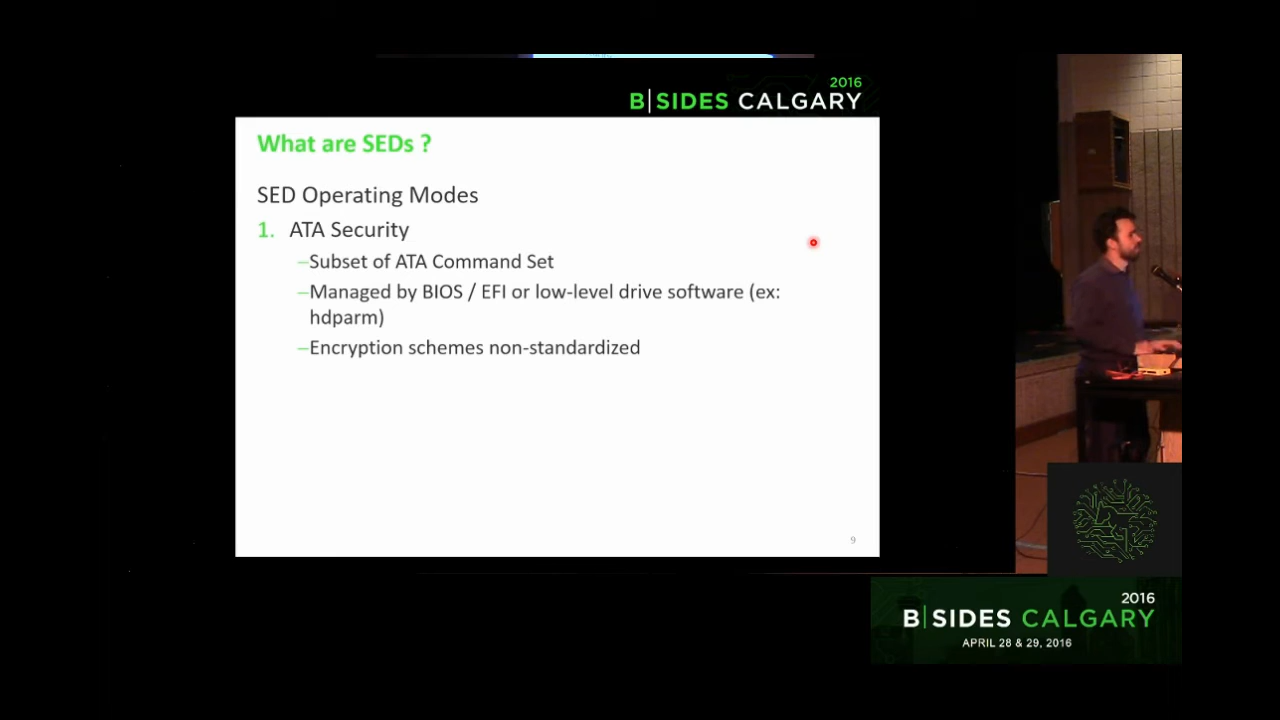 2016
B|SIDES CALGARY
What are SEDs ?
SED Operating Modes
1. ATA Security
–Subset of ATA Command Set
–Managed by BIOS / EFI or low-level drive software (ex:
hdparm)
–Encryption schemes non-standardized
9
2016
B|SIDES CALGARY
APRIL 28 & 29, 2016